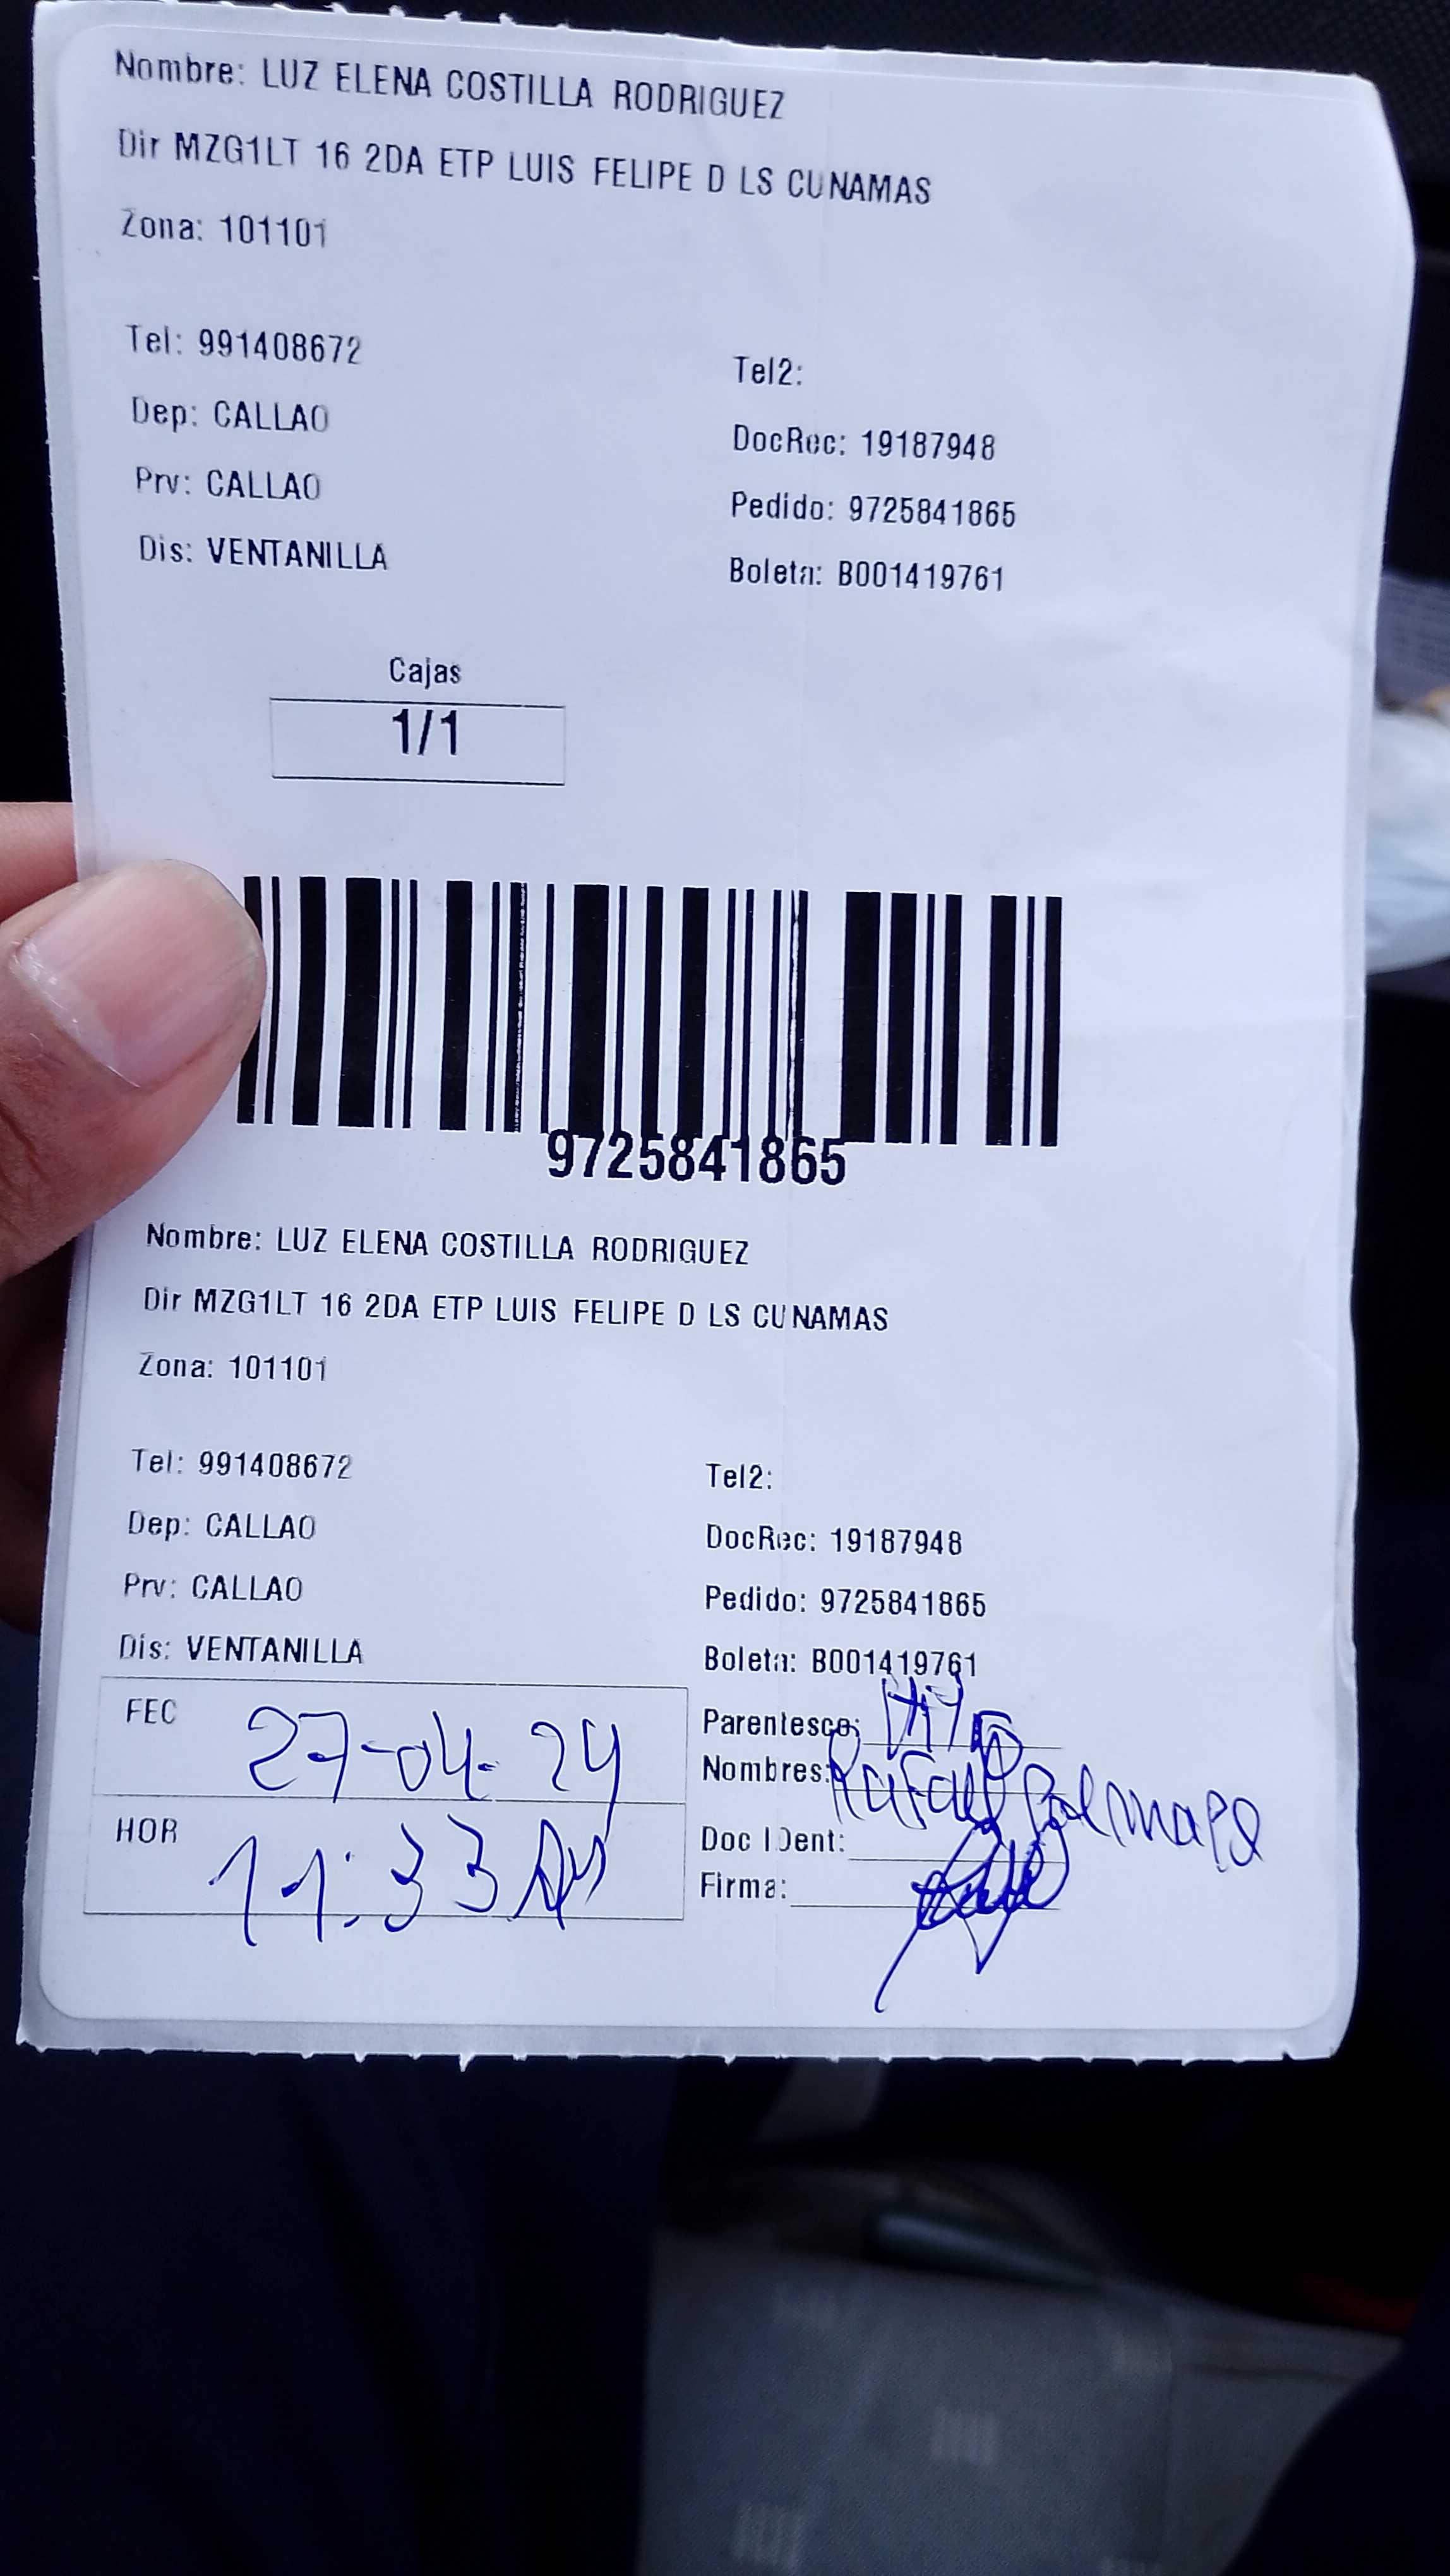 Nombre: LUZ ELENA COSTILLA RODRIGUEZ
Dir MZG1LT 16 2DA ETP LUIS FELIPE D LS CUNAMAS
Zona: 101101
Tel: 991408672
Tel2:
Dep: CALLAO
DocRec: 19187948
Prv: CALLAO
Pedido: 9725841865
Dis: VENTANILLA
Boleta: B001419761
Cajas
1/1
9725841865
Nombre: LUZ ELENA COSTILLA RODRIGUEZ
Dir MZG1LT 16 2DA ETP LUIS FELIPE D LS CUNAMAS
Zona: 101101
Tel: 991408672
Tel2:
Dep: CALLAO
DocRec: 19187948
Prv: CALLAO
Pedido: 9725841865
Dis: VENTANILLA
Boleta: B001419761
FEC 27-04-24
Parentesco:
Nombres: Rafael
HOR 11:33 AM
Doc IDent:
Firma: